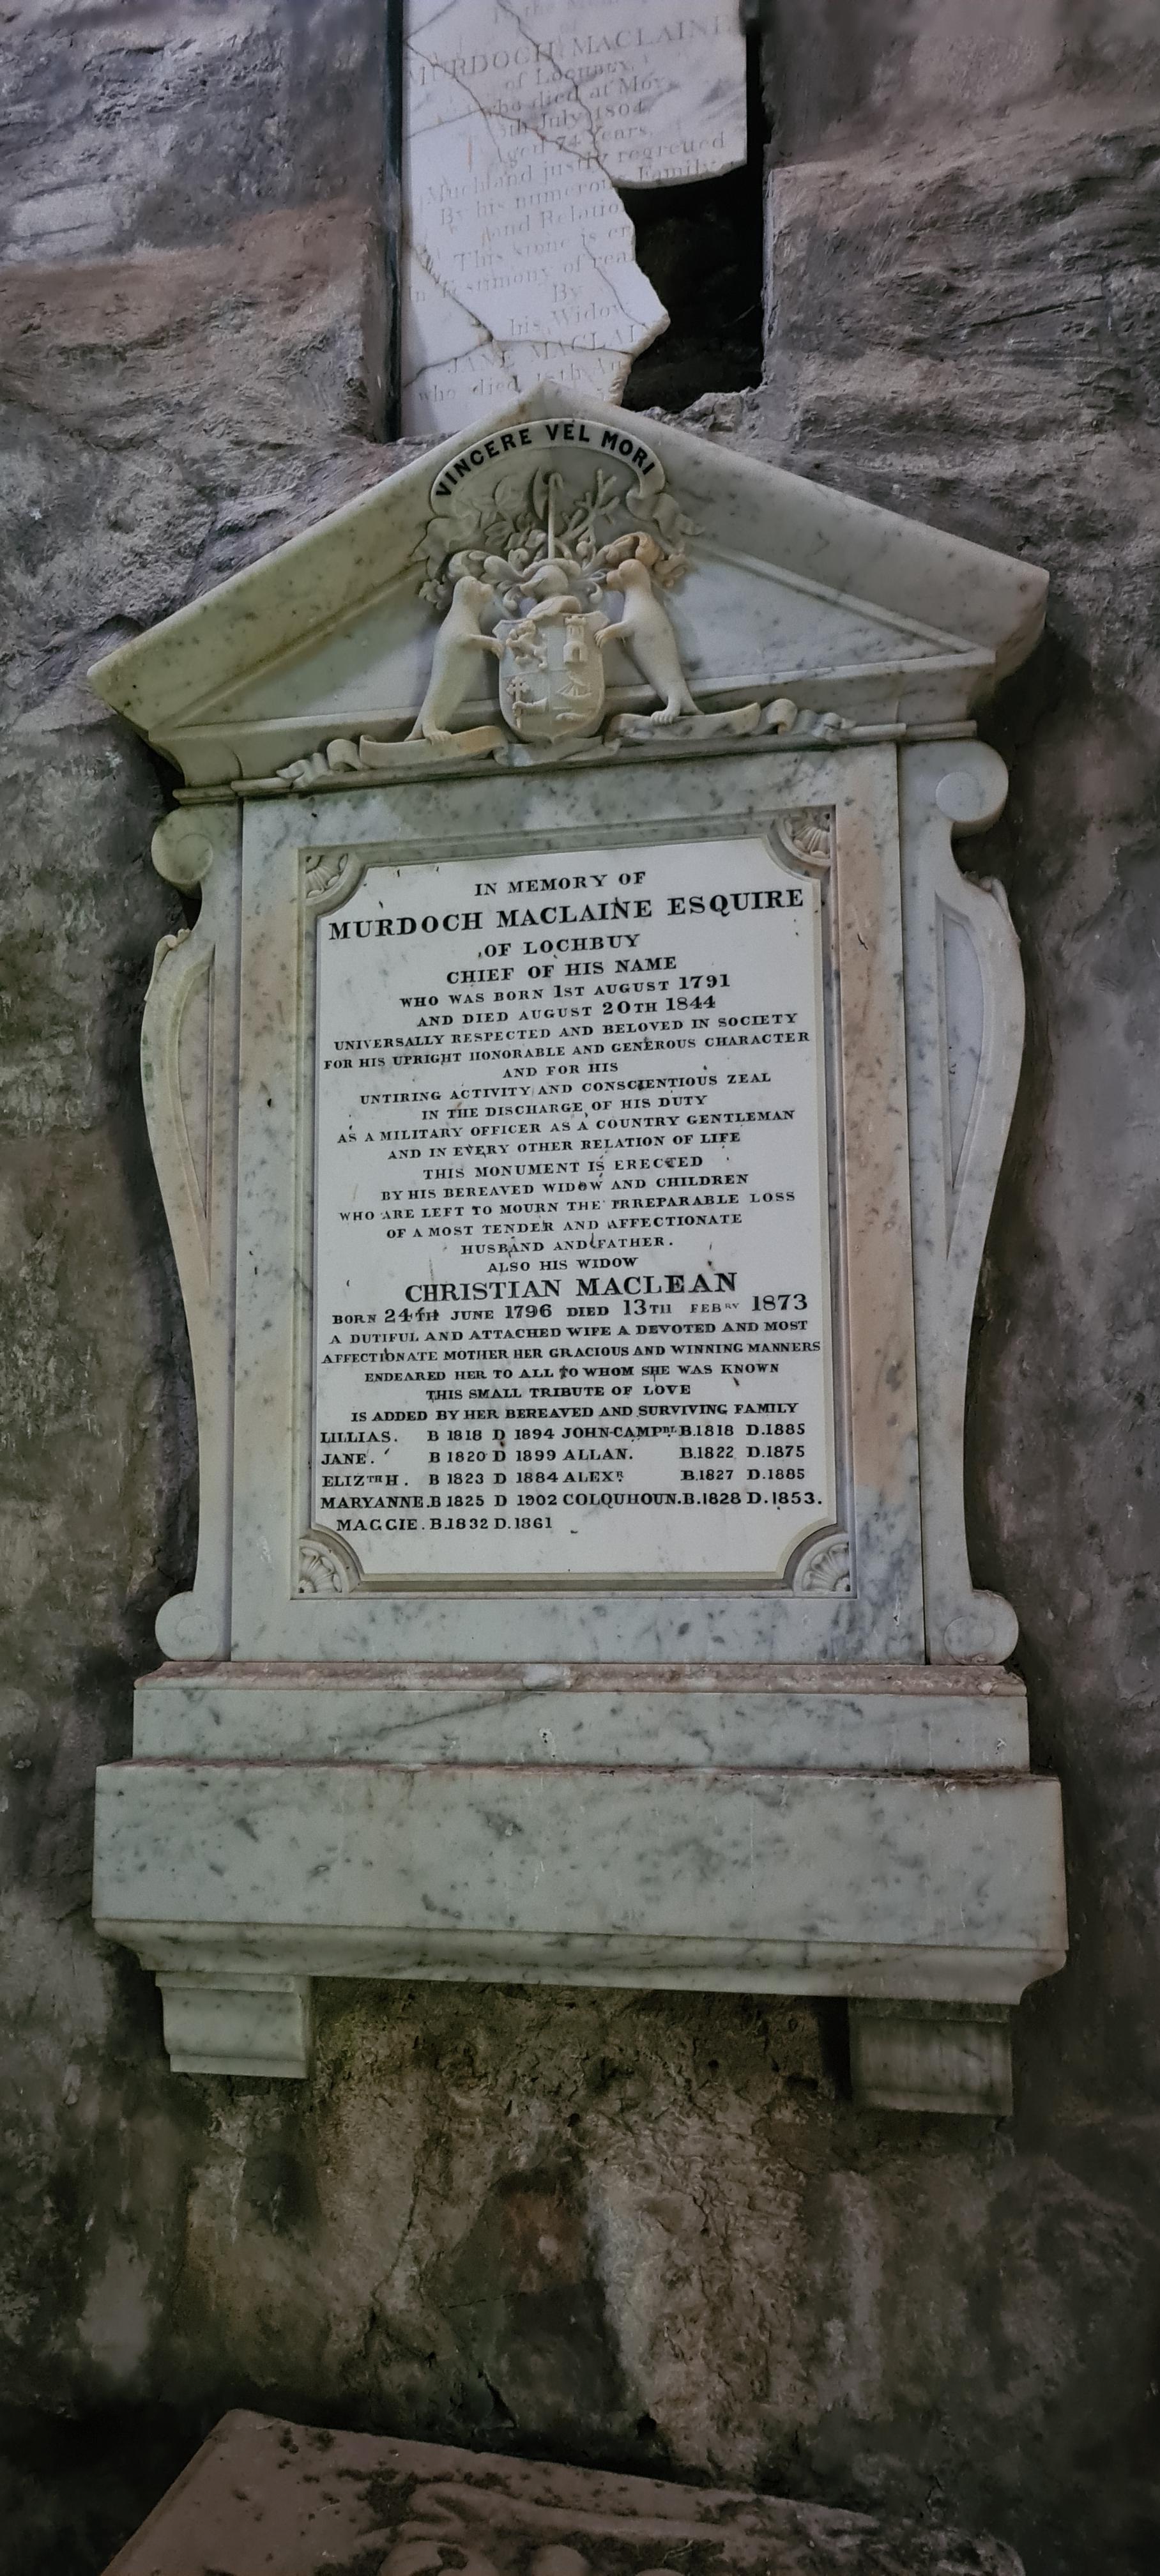 MURDOCH MACLAINE
of Lochbuy,
who died at Moy
5th July 1804
Aged 74 Years,
Much and justly regretted
By his numerous Family
and Relatio
This stone is er
In Testimony of
By
his Widow
JANE MACLAI
who died
VINCERE VEL MORI
IN MEMORY OF
MURDOCH MACLAINE ESQUIRE
OF LOCHBUY
CHIEF OF HIS NAME
WHO WAS BORN 1ST AUGUST 1791
AND DIED AUGUST 20TH 1844
UNIVERSALLY RESPECTED AND BELOVED IN SOCIETY
FOR HIS UPRIGHT HONORABLE AND GENEROUS CHARACTER
AND FOR HIS
UNTIRING ACTIVITY AND CONSCIENTIOUS ZEAL
IN THE DISCHARGE OF HIS DUTY
AS A MILITARY OFFICER AS A COUNTRY GENTLEMAN
AND IN EVERY OTHER RELATION OF LIFE
THIS MONUMENT IS ERECTED
BY HIS BEREAVED WIDOW AND CHILDREN
WHO ARE LEFT TO MOURN THE IRREPARABLE LOSS
OF A MOST TENDER AND AFFECTIONATE
HUSBAND AND FATHER.
ALSO HIS WIDOW
CHRISTIAN MACLEAN
BORN 24TH JUNE 1796 DIED 13TH FEBRY 1873
A DUTIFUL AND ATTACHED WIFE A DEVOTED AND MOST
AFFECTIONATE MOTHER HER GRACIOUS AND WINNING MANNERS
ENDEARED HER TO ALL TO WHOM SHE WAS KNOWN
THIS SMALL TRIBUTE OF LOVE
IS ADDED BY HER BEREAVED AND SURVIVING FAMILY
LILLIAS. B 1818 D 1894 JOHN·CAMPBL. B.1818 D.1885
JANE. B 1820 D 1899 ALLAN. B.1822 D.1875
ELIZTH H. B 1823 D 1884 ALEXR. B.1827 D.1885
MARYANNE. B 1825 D 1902 COLQUHOUN. B.1828 D.1853.
MAGGIE. B.1832 D.1861